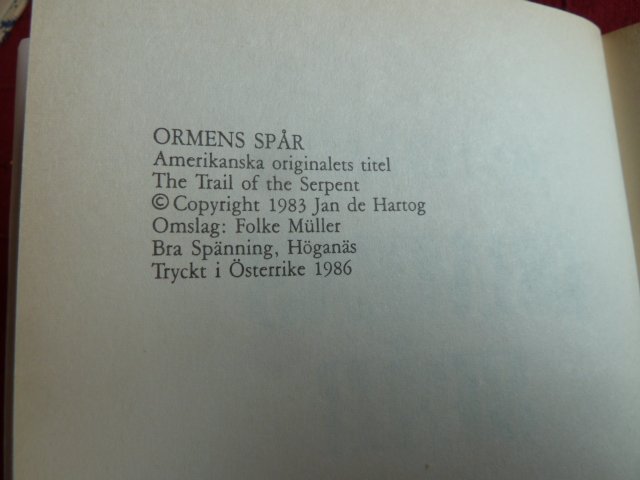 ORMENS SPÅR
Amerikanska originalets titel
The Trail of the Serpent
© Copyright 1983 Jan de Hartog
Omslag: Folke Müller
Bra Spänning, Höganäs
Tryckt i Österrike 1986